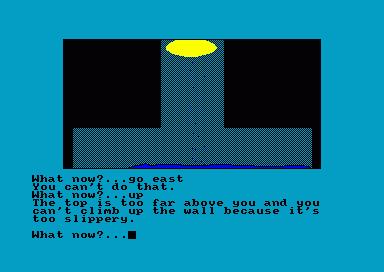 What now?...go east
You can't do that.
What now?...up
The top is too far above you and you
can't climb up the wall because it's
too slippery.
What now?...